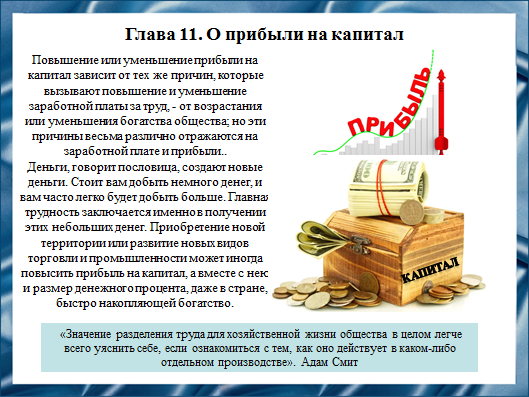 Глава 11. О прибыли на капитал
Повышение или уменьшение прибыли на
капитал зависит от тех же причин, которые
вызывают повышение и уменьшение
заработной платы за труд, - от возрастания
или уменьшения богатства общества; но эти
причины весьма различно отражаются на
заработной плате и прибыли..
Деньги, говорит пословица, создают новые
деньги. Стоит вам добыть немного денег, и
вам часто легко будет добыть больше. Главная
трудность заключается именно в получении
этих небольших денег. Приобретение новой
территории или развитие новых видов
торговли и промышленности может иногда
повысить прибыль на капитал, а вместе с нею
и размер денежного процента, даже в стране,
быстро накопляющей богатство.
ПРИБЫЛЬ
КАПИТАЛ
«Значение разделения труда для хозяйственной жизни общества в целом легче
всего уяснить себе, если ознакомиться с тем, как оно действует в каком-либо
отдельном производстве». Адам Смит